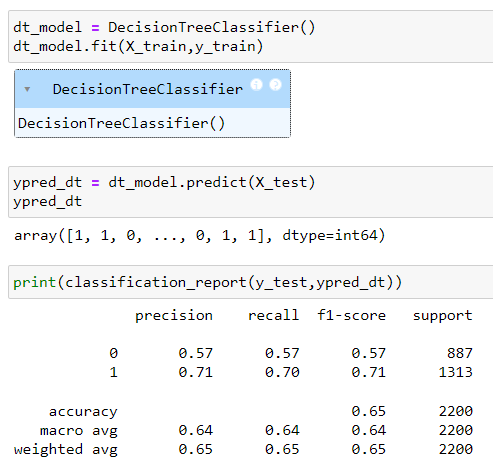 dt_model = DecisionTreeClassifier()
dt_model.fit(X_train,y_train)
▾ DecisionTreeClassifier i ?
DecisionTreeClassifier()
ypred_dt = dt_model.predict(X_test)
ypred_dt
array([1, 1, 0, ..., 0, 1, 1], dtype=int64)
print(classification_report(y_test,ypred_dt))
precision recall f1-score support
0 0.57 0.57 0.57 887
1 0.71 0.70 0.71 1313
accuracy 0.65 2200
macro avg 0.64 0.64 0.64 2200
weighted avg 0.65 0.65 0.65 2200